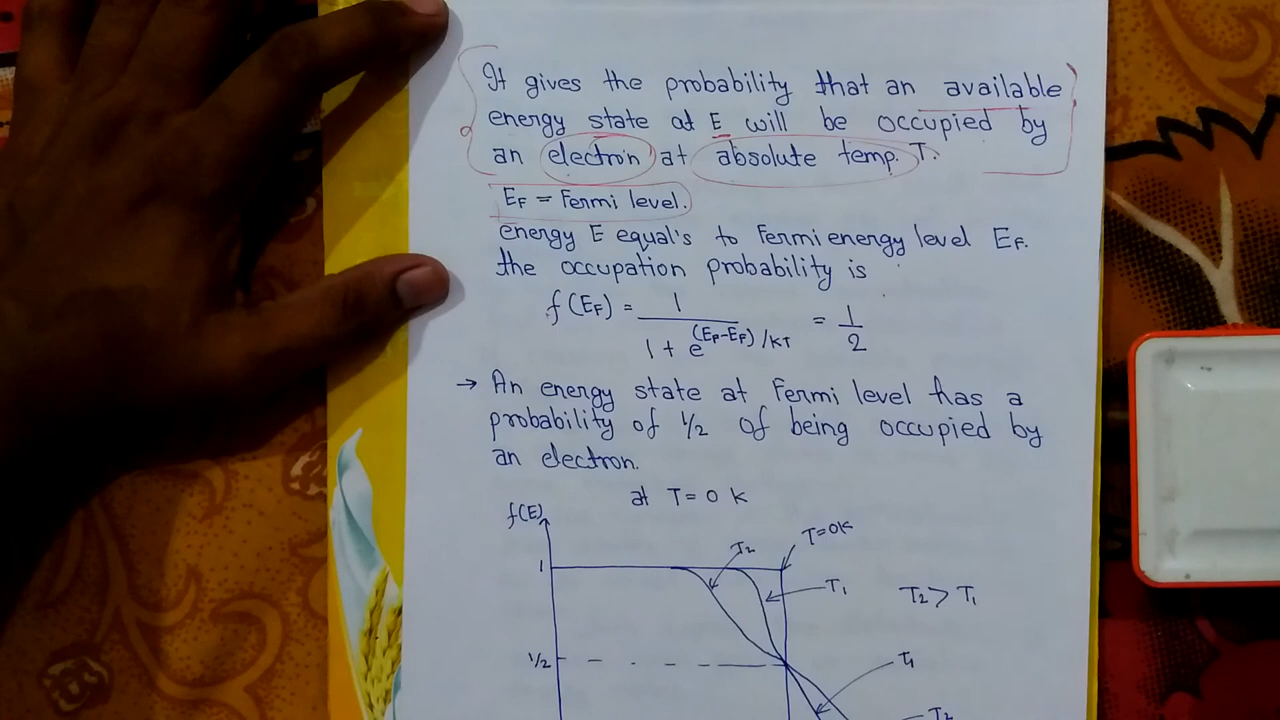 It gives the probability that an available
energy state at E will be occupied by
an electron at absolute temp. T.
EF = Fermi level.
energy E equal's to Fermi energy level EF.
the occupation probability is
f(EF) = 1 / 1 + e^(EF-EF)/KT = 1/2
→ An energy state at Fermi level has a
probability of 1/2 of being occupied by
an electron.
at T = 0 K
f(E)
T2
T=0K
1
T1
T2 > T1
1/2
T1
T2